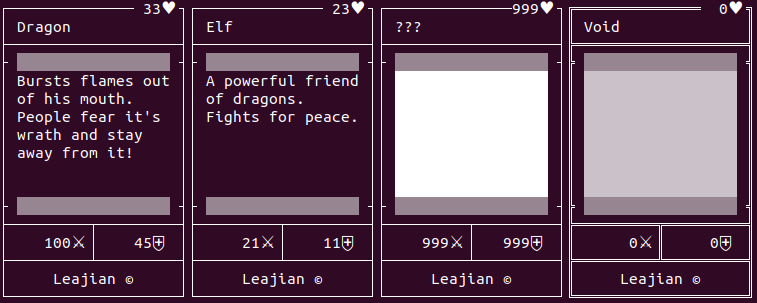 33♥
Dragon
Bursts flames out
of his mouth.
People fear it's
wrath and stay
away from it!
100⚔ 45⛨
Leajian ©
23♥
Elf
A powerful friend
of dragons.
Fights for peace.
21⚔ 11⛨
Leajian ©
999♥
???
999⚔ 999⛨
Leajian ©
0♥
Void
0⚔ 0⛨
Leajian ©